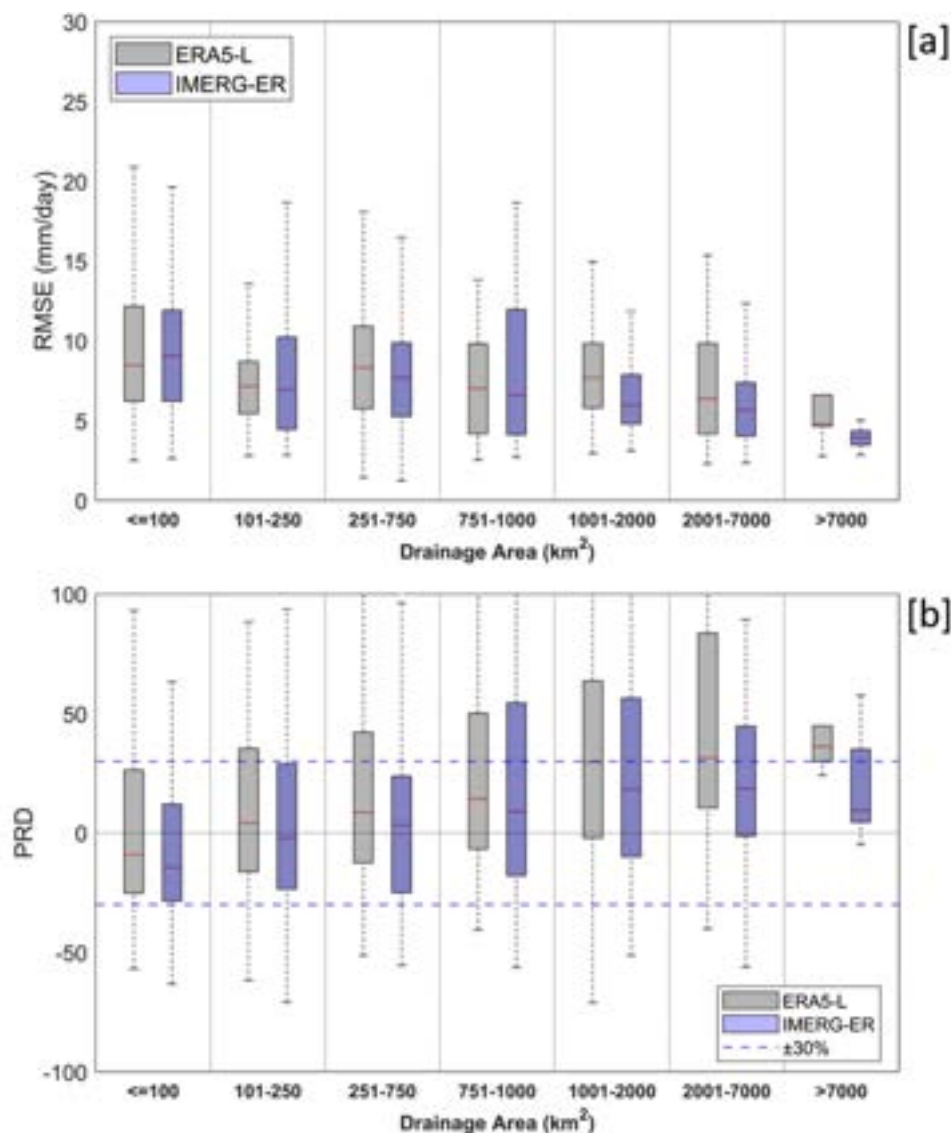 [a]
30
25
20
15
10
5
0
RMSE (mm/day)
ERA5-L
IMERG-ER
<=100 101-250 251-750 751-1000 1001-2000 2001-7000 >7000
Drainage Area (km²)
[b]
100
50
0
-50
-100
PRD
ERA5-L
IMERG-ER
±30%
<=100 101-250 251-750 751-1000 1001-2000 2001-7000 >7000
Drainage Area (km²)